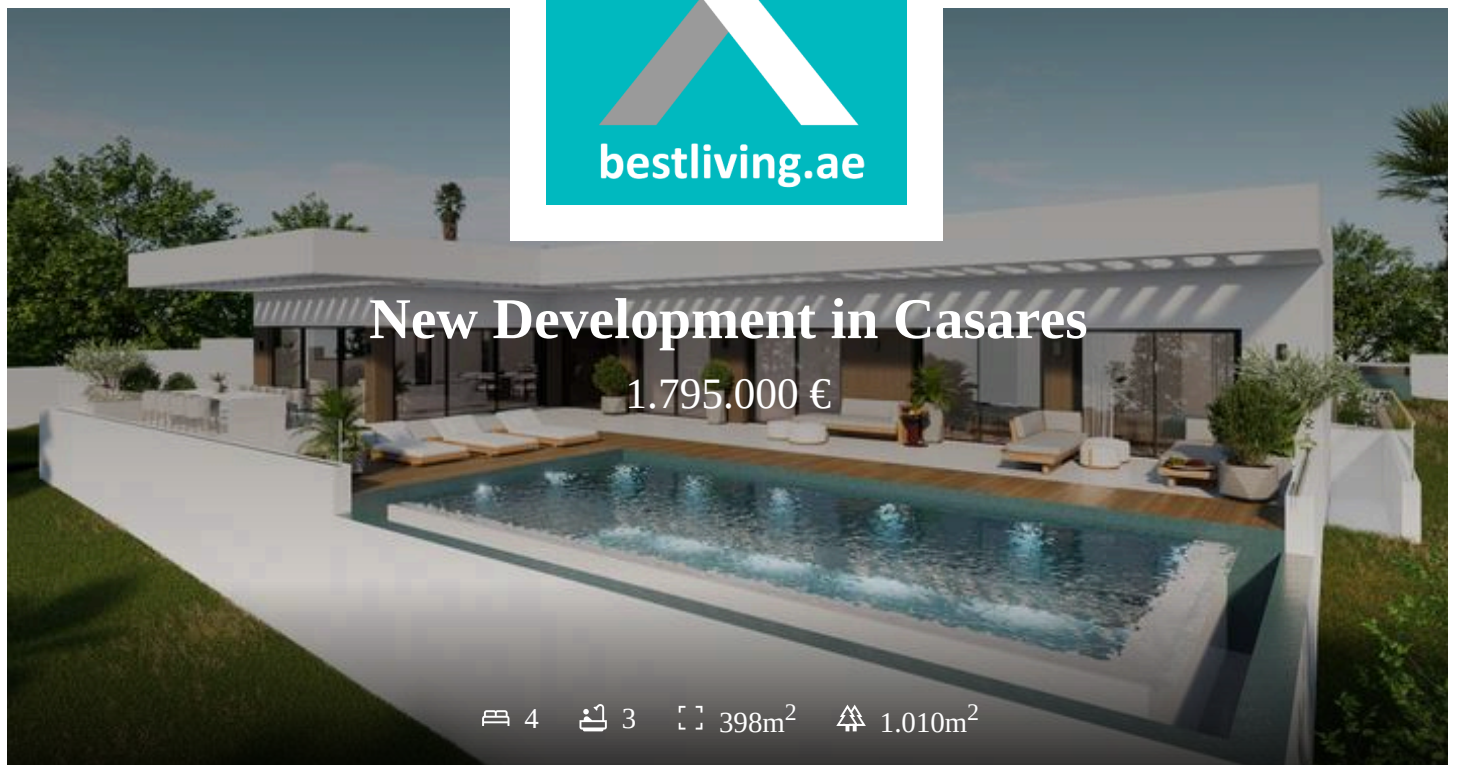 bestliving.ae
New Development in Casares
1.795.000 €
4 3 398m² 1.010m²